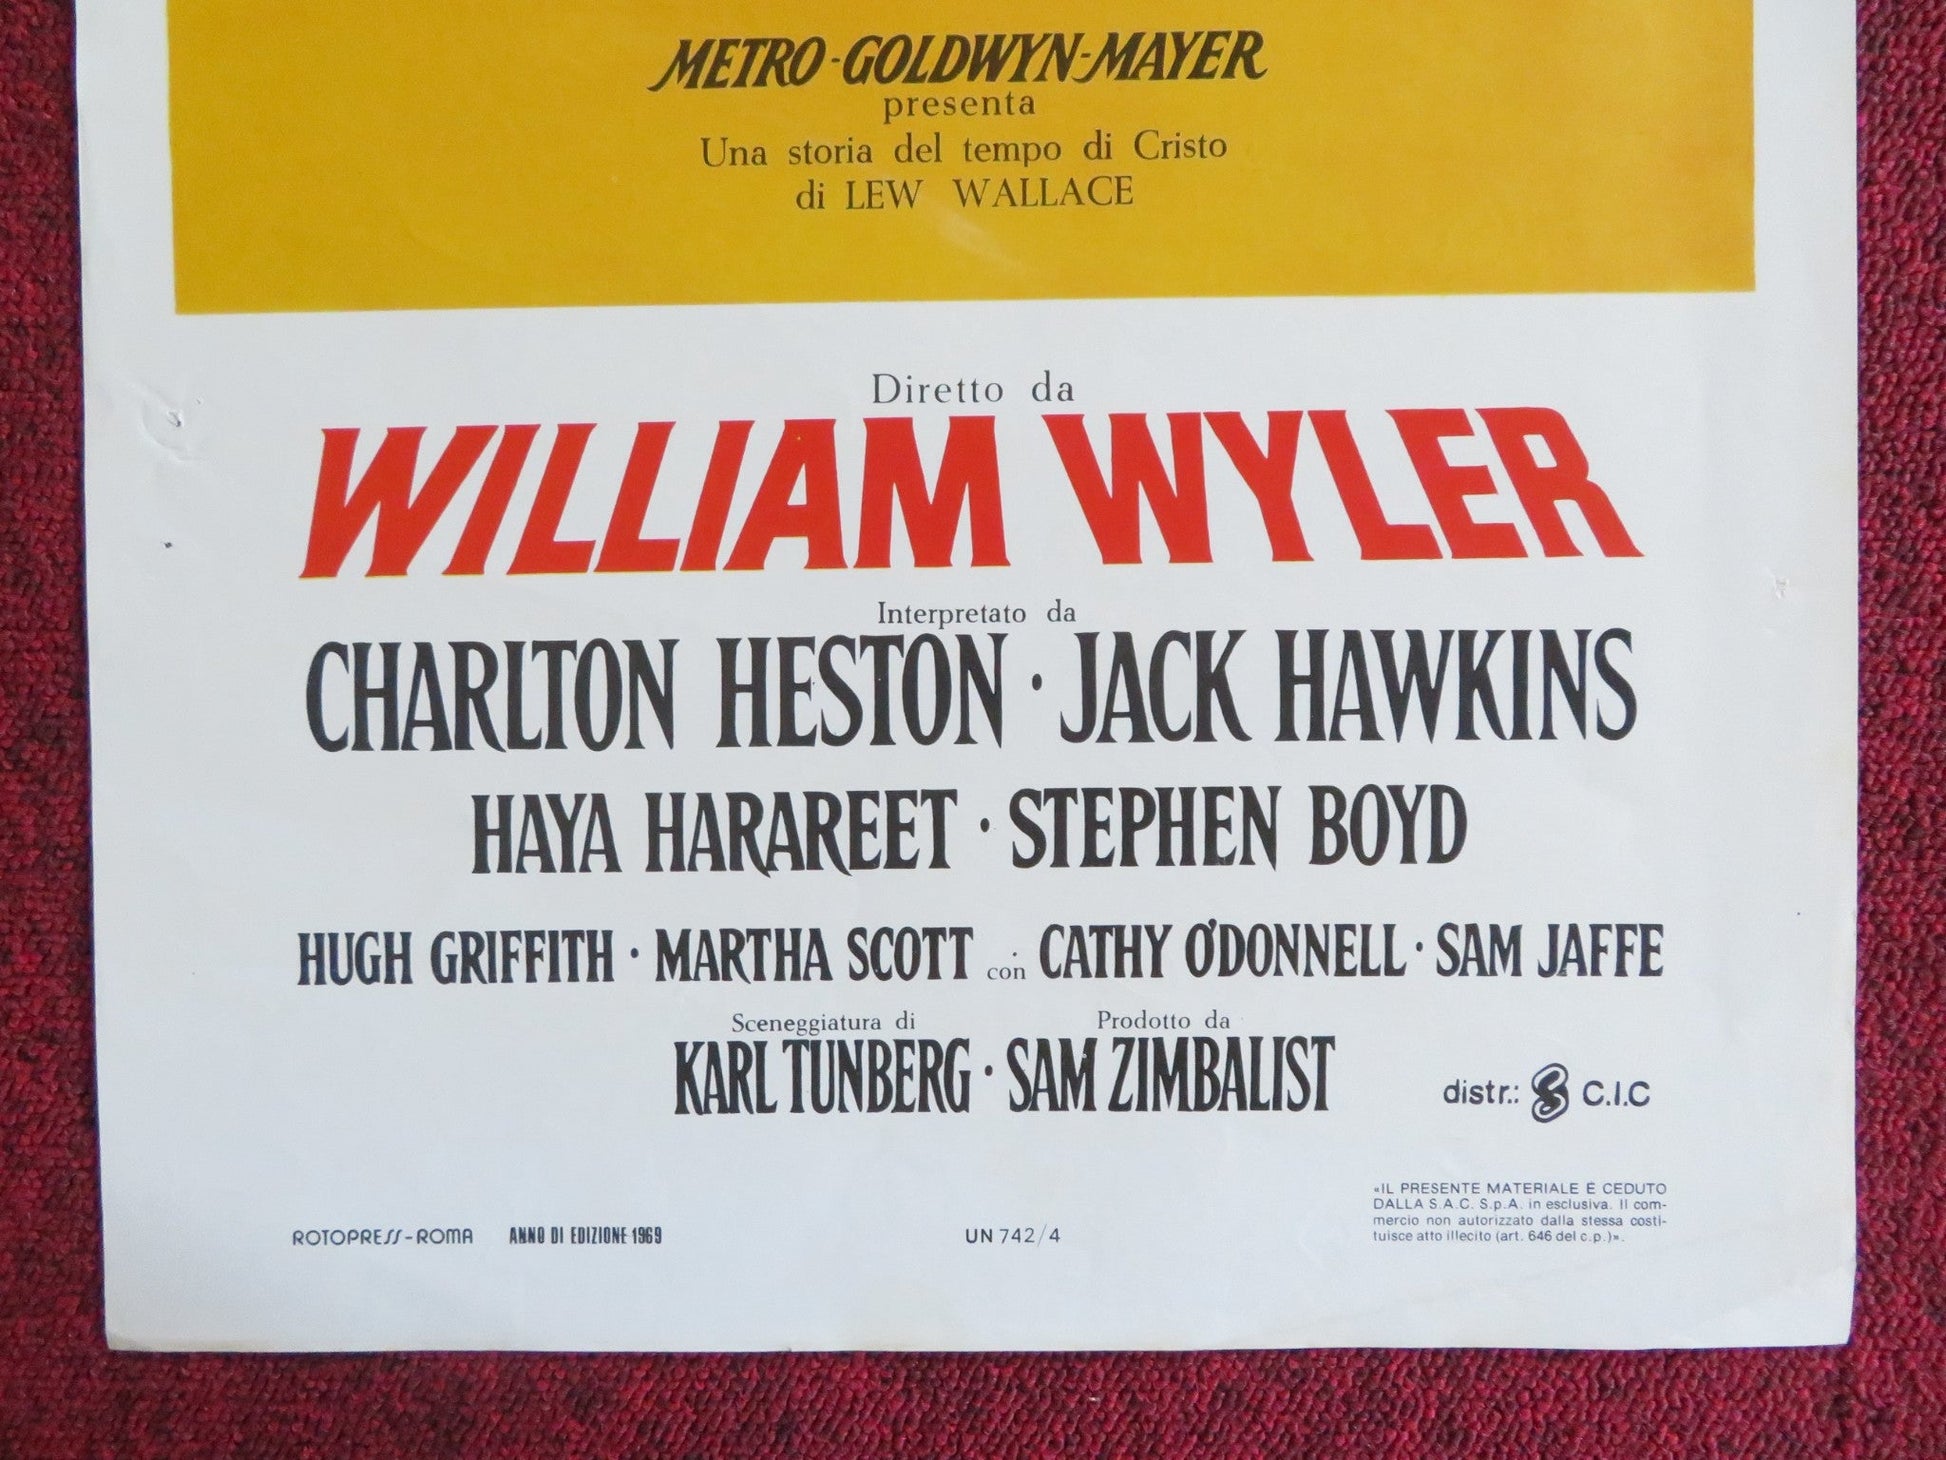 METRO-GOLDWYN-MAYER
presenta
Una storia del tempo di Cristo
di LEW WALLACE
Diretto da
WILLIAM WYLER
Interpretato da
CHARLTON HESTON · JACK HAWKINS
HAYA HARAREET · STEPHEN BOYD
HUGH GRIFFITH · MARTHA SCOTT con CATHY O'DONNELL · SAM JAFFE
Sceneggiatura di Prodotto da
KARL TUNBERG · SAM ZIMBALIST
distr.: C.I.C
ROTOPRESS-ROMA ANNO DI EDIZIONE 1969 UN 742/4
«IL PRESENTE MATERIALE È CEDUTO
DALLA S.A.C. S.p.A. in esclusiva. Il com-
mercio non autorizzato dalla stessa costi-
tuisce atto illecito (art. 646 del c.p.)».